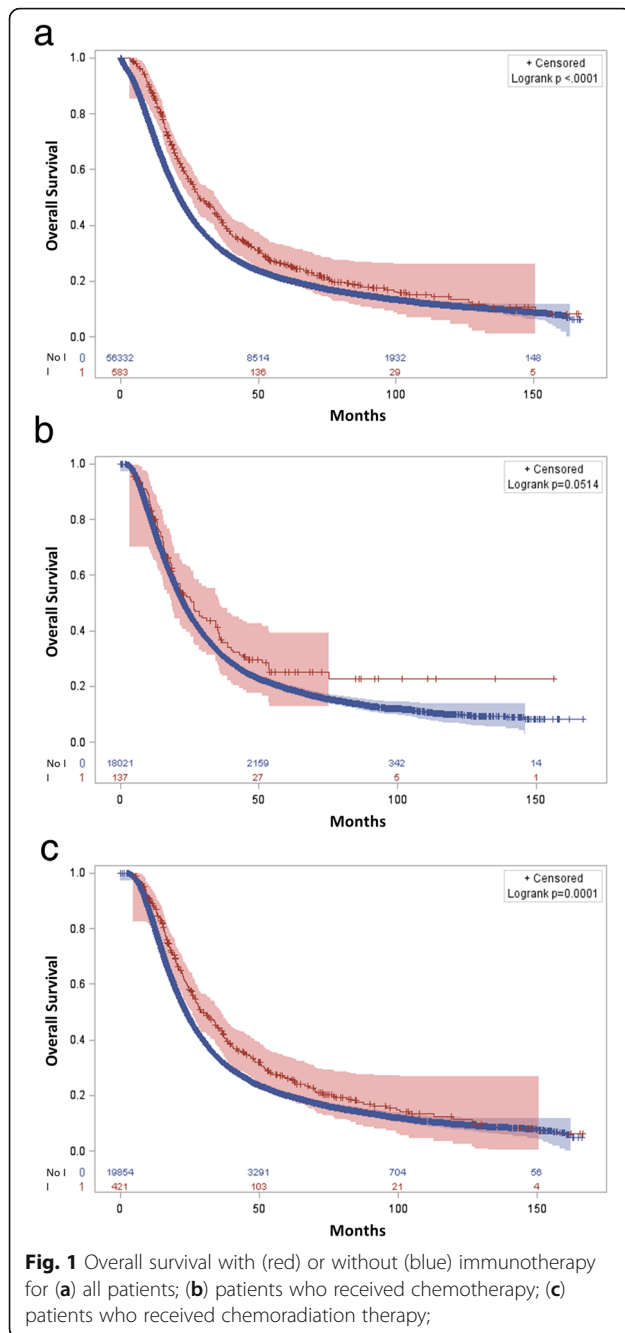 a
+ Censored
Logrank p <.0001
Overall Survival
1.0
0.8
0.6
0.4
0.2
0.0
No I 0 56332 8514 1932 148
I 1 583 136 29 5
0 50 100 150
Months
b
+ Censored
Logrank p=0.0514
Overall Survival
1.0
0.8
0.6
0.4
0.2
0.0
No I 0 18021 2159 342 14
I 1 137 27 5 1
0 50 100 150
Months
c
+ Censored
Logrank p=0.0001
Overall Survival
1.0
0.8
0.6
0.4
0.2
0.0
No I 0 19854 3291 704 56
I 1 421 103 21 4
0 50 100 150
Months
Fig. 1 Overall survival with (red) or without (blue) immunotherapy
for (a) all patients; (b) patients who received chemotherapy; (c)
patients who received chemoradiation therapy;